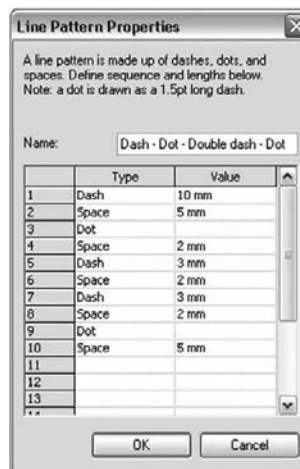 Line Pattern Properties
A line pattern is made up of dashes, dots, and
spaces. Define sequence and lengths below.
Note: a dot is drawn as a 1.5pt long dash.
Name: Dash - Dot - Double dash - Dot
Type Value
1 Dash 10 mm
2 Space 5 mm
3 Dot
4 Space 2 mm
5 Dash 3 mm
6 Space 2 mm
7 Dash 3 mm
8 Space 2 mm
9 Dot
10 Space 5 mm
11
12
13
OK Cancel